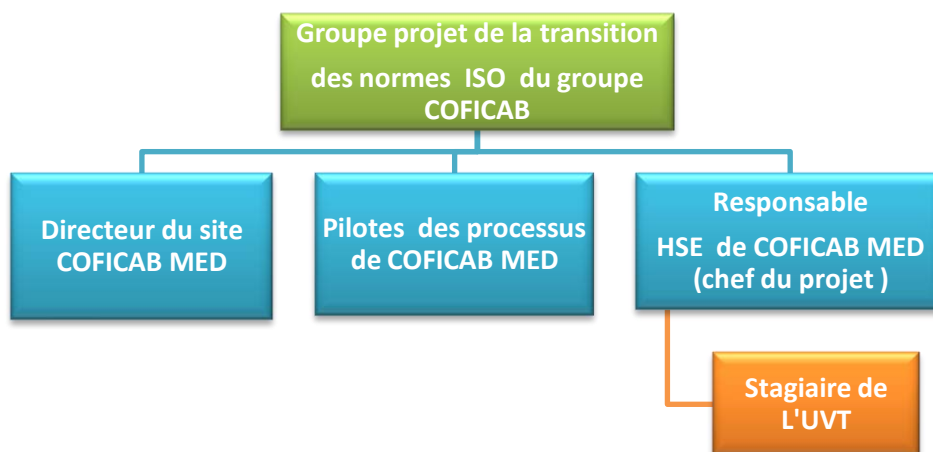 Groupe projet de la transition
des normes ISO du groupe
COFICAB
Directeur du site
COFICAB MED
Pilotes des processus
de COFICAB MED
Responsable
HSE de COFICAB MED
(chef du projet )
Stagiaire de
L'UVT